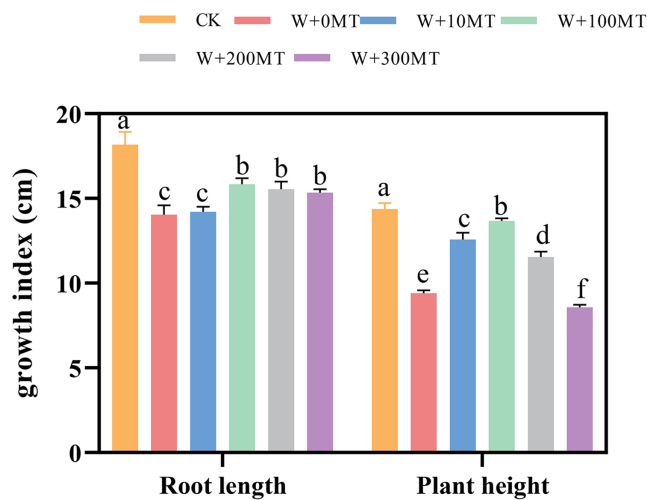 CK W+0MT W+10MT W+100MT
W+200MT W+300MT
growth index (cm)
20
15
10
5
0
a c c b b b
a e c b d f
Root length Plant height